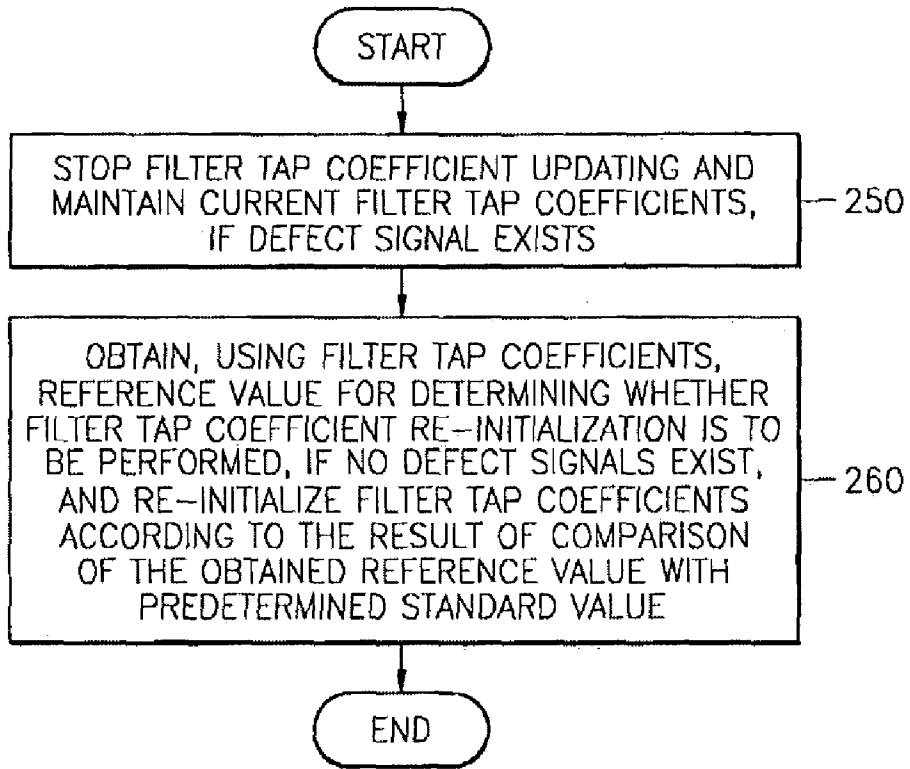 START
STOP FILTER TAP COEFFICIENT UPDATING AND
MAINTAIN CURRENT FILTER TAP COEFFICIENTS,
IF DEFECT SIGNAL EXISTS
250
OBTAIN, USING FILTER TAP COEFFICIENTS,
REFERENCE VALUE FOR DETERMINING WHETHER
FILTER TAP COEFFICIENT RE-INITIALIZATION IS TO
BE PERFORMED, IF NO DEFECT SIGNALS EXIST,
AND RE-INITIALIZE FILTER TAP COEFFICIENTS
ACCORDING TO THE RESULT OF COMPARISON
OF THE OBTAINED REFERENCE VALUE WITH
PREDETERMINED STANDARD VALUE
260
END